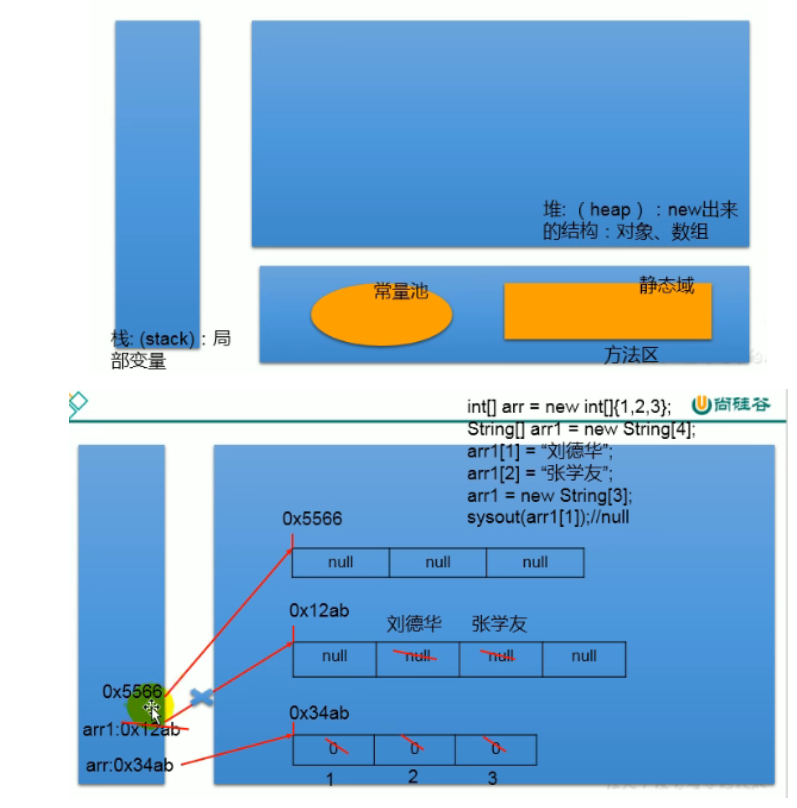 堆: （heap）: new出来
的结构：对象、数组
常量池
静态域
栈: (stack)：局
部变量
方法区
int[] arr = new int[]{1,2,3};
尚硅谷
String[] arr1 = new String[4];
arr1[1] = “刘德华”;
arr1[2] = “张学友”;
arr1 = new String[3];
sysout(arr1[1]);//null
0x5566
null null null
0x12ab
刘德华 张学友
null null null null
0x5566
arr1:0x12ab
0x34ab
0 0 0
arr:0x34ab
1 2 3